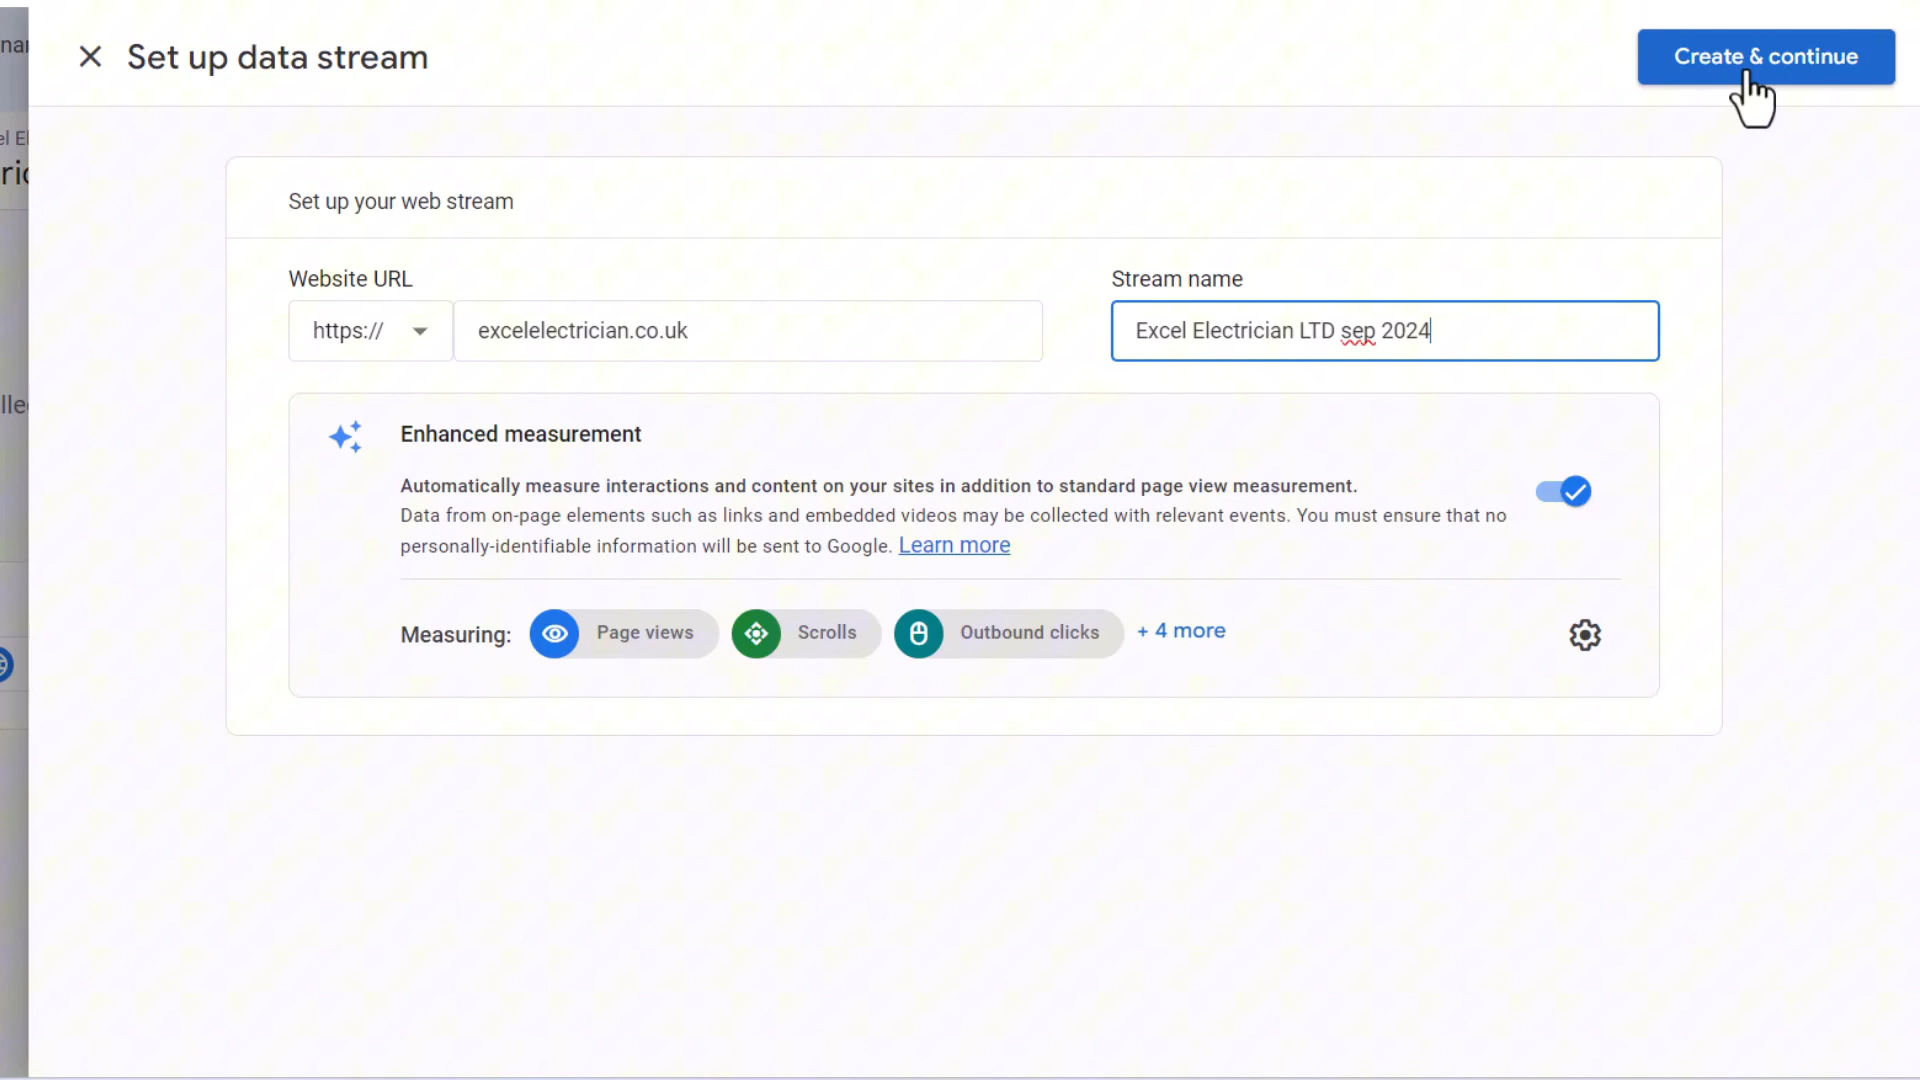 Set up data stream
Create & continue
Set up your web stream
Website URL
Stream name
https://
excelelectrician.co.uk
Excel Electrician LTD sep 2024
Enhanced measurement
Automatically measure interactions and content on your sites in addition to standard page view measurement.
Data from on-page elements such as links and embedded videos may be collected with relevant events. You must ensure that no
personally-identifiable information will be sent to Google. Learn more
Measuring:
Page views
Scrolls
Outbound clicks
+ 4 more